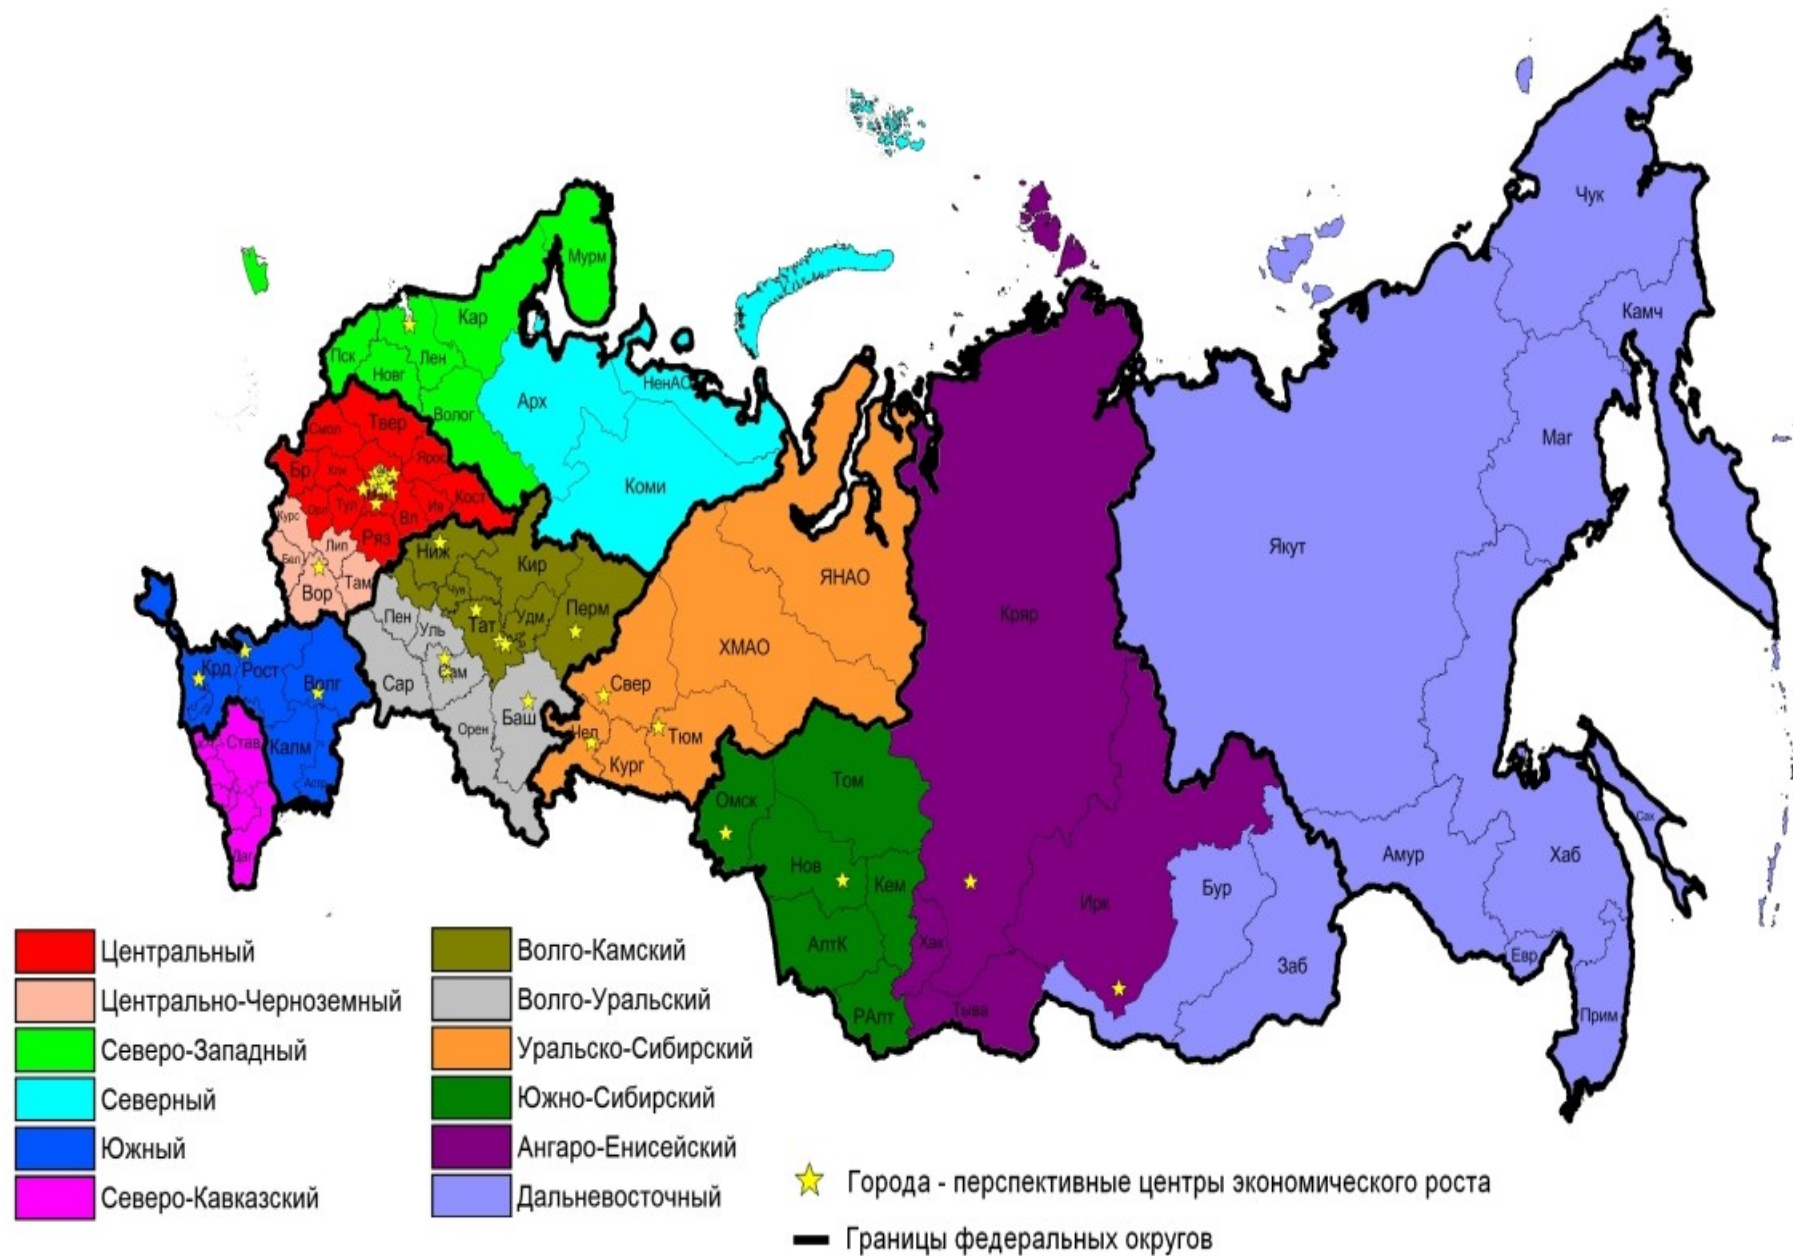 Чук
Мурм
Камч
Кар
Пск
Лен
Новг
НенАО
Арх
Волог
Твер
Смол
Маг
Ярос
Бр
Коми
Кост
Тул
Орл
Вл
Ив
Курс
Ряз
Якут
Лип
Ниж
Бел
Кир
Там
Вор
ЯНАО
Чув
Пен
Перм
Удм
Тат
Уль
Кряр
ХМАО
Крд
Рост
Сам
Волг
Сар
Свер
Баш
Орен
Чел
Тюм
Став
Калм
Кург
Астр
Том
Омск
Сах
Даг
Амур
Хаб
Нов
Кем
Бур
Ирк
АлтК
Хак
Евр
Заб
РАлт
Тыва
Прим
Центральный
Центрально-Черноземный
Северо-Западный
Северный
Южный
Северо-Кавказский
Волго-Камский
Волго-Уральский
Уральско-Сибирский
Южно-Сибирский
Ангаро-Енисейский
Дальневосточный
Города - перспективные центры экономического роста
Границы федеральных округов